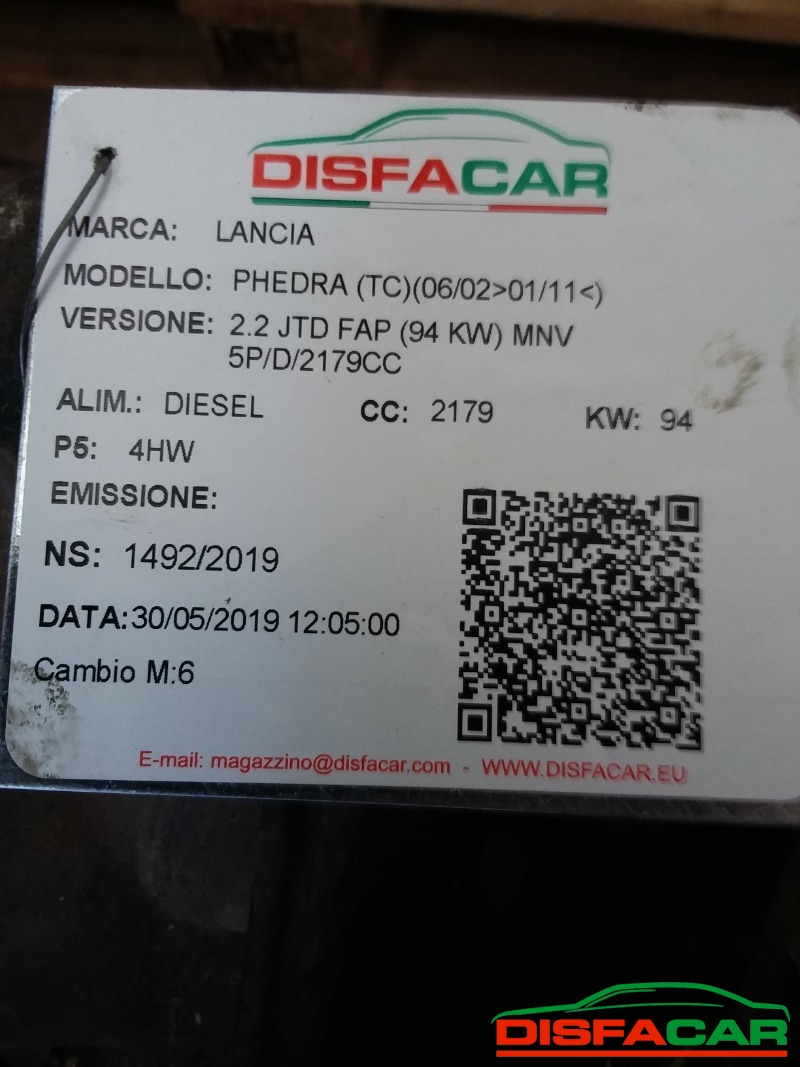 DISFACAR
MARCA: LANCIA
MODELLO: PHEDRA (TC)(06/02>01/11<)
VERSIONE: 2.2 JTD FAP (94 KW) MNV
5P/D/2179CC
ALIM.: DIESEL CC: 2179 KW: 94
P5: 4HW
EMISSIONE:
NS: 1492/2019
DATA:30/05/2019 12:05:00
Cambio M:6
E-mail: magazzino@disfacar.com - WWW.DISFACAR.EU
DISFACAR